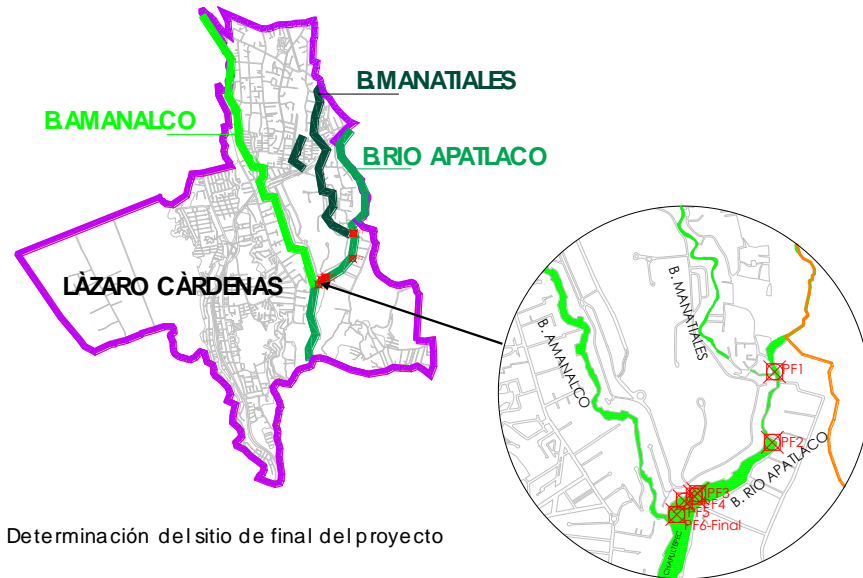 B.MANATIALES
B.AMANALCO
B.RIO APATLACO
LÀZARO CÀRDENAS
B. MANATIALES
B. AMANALCO
PF1
PF2
B. RIO APATLACO
PF3
PF4
PF5
PF6-Final
CHAPULTEPEC
Determinación del sitio de final del proyecto